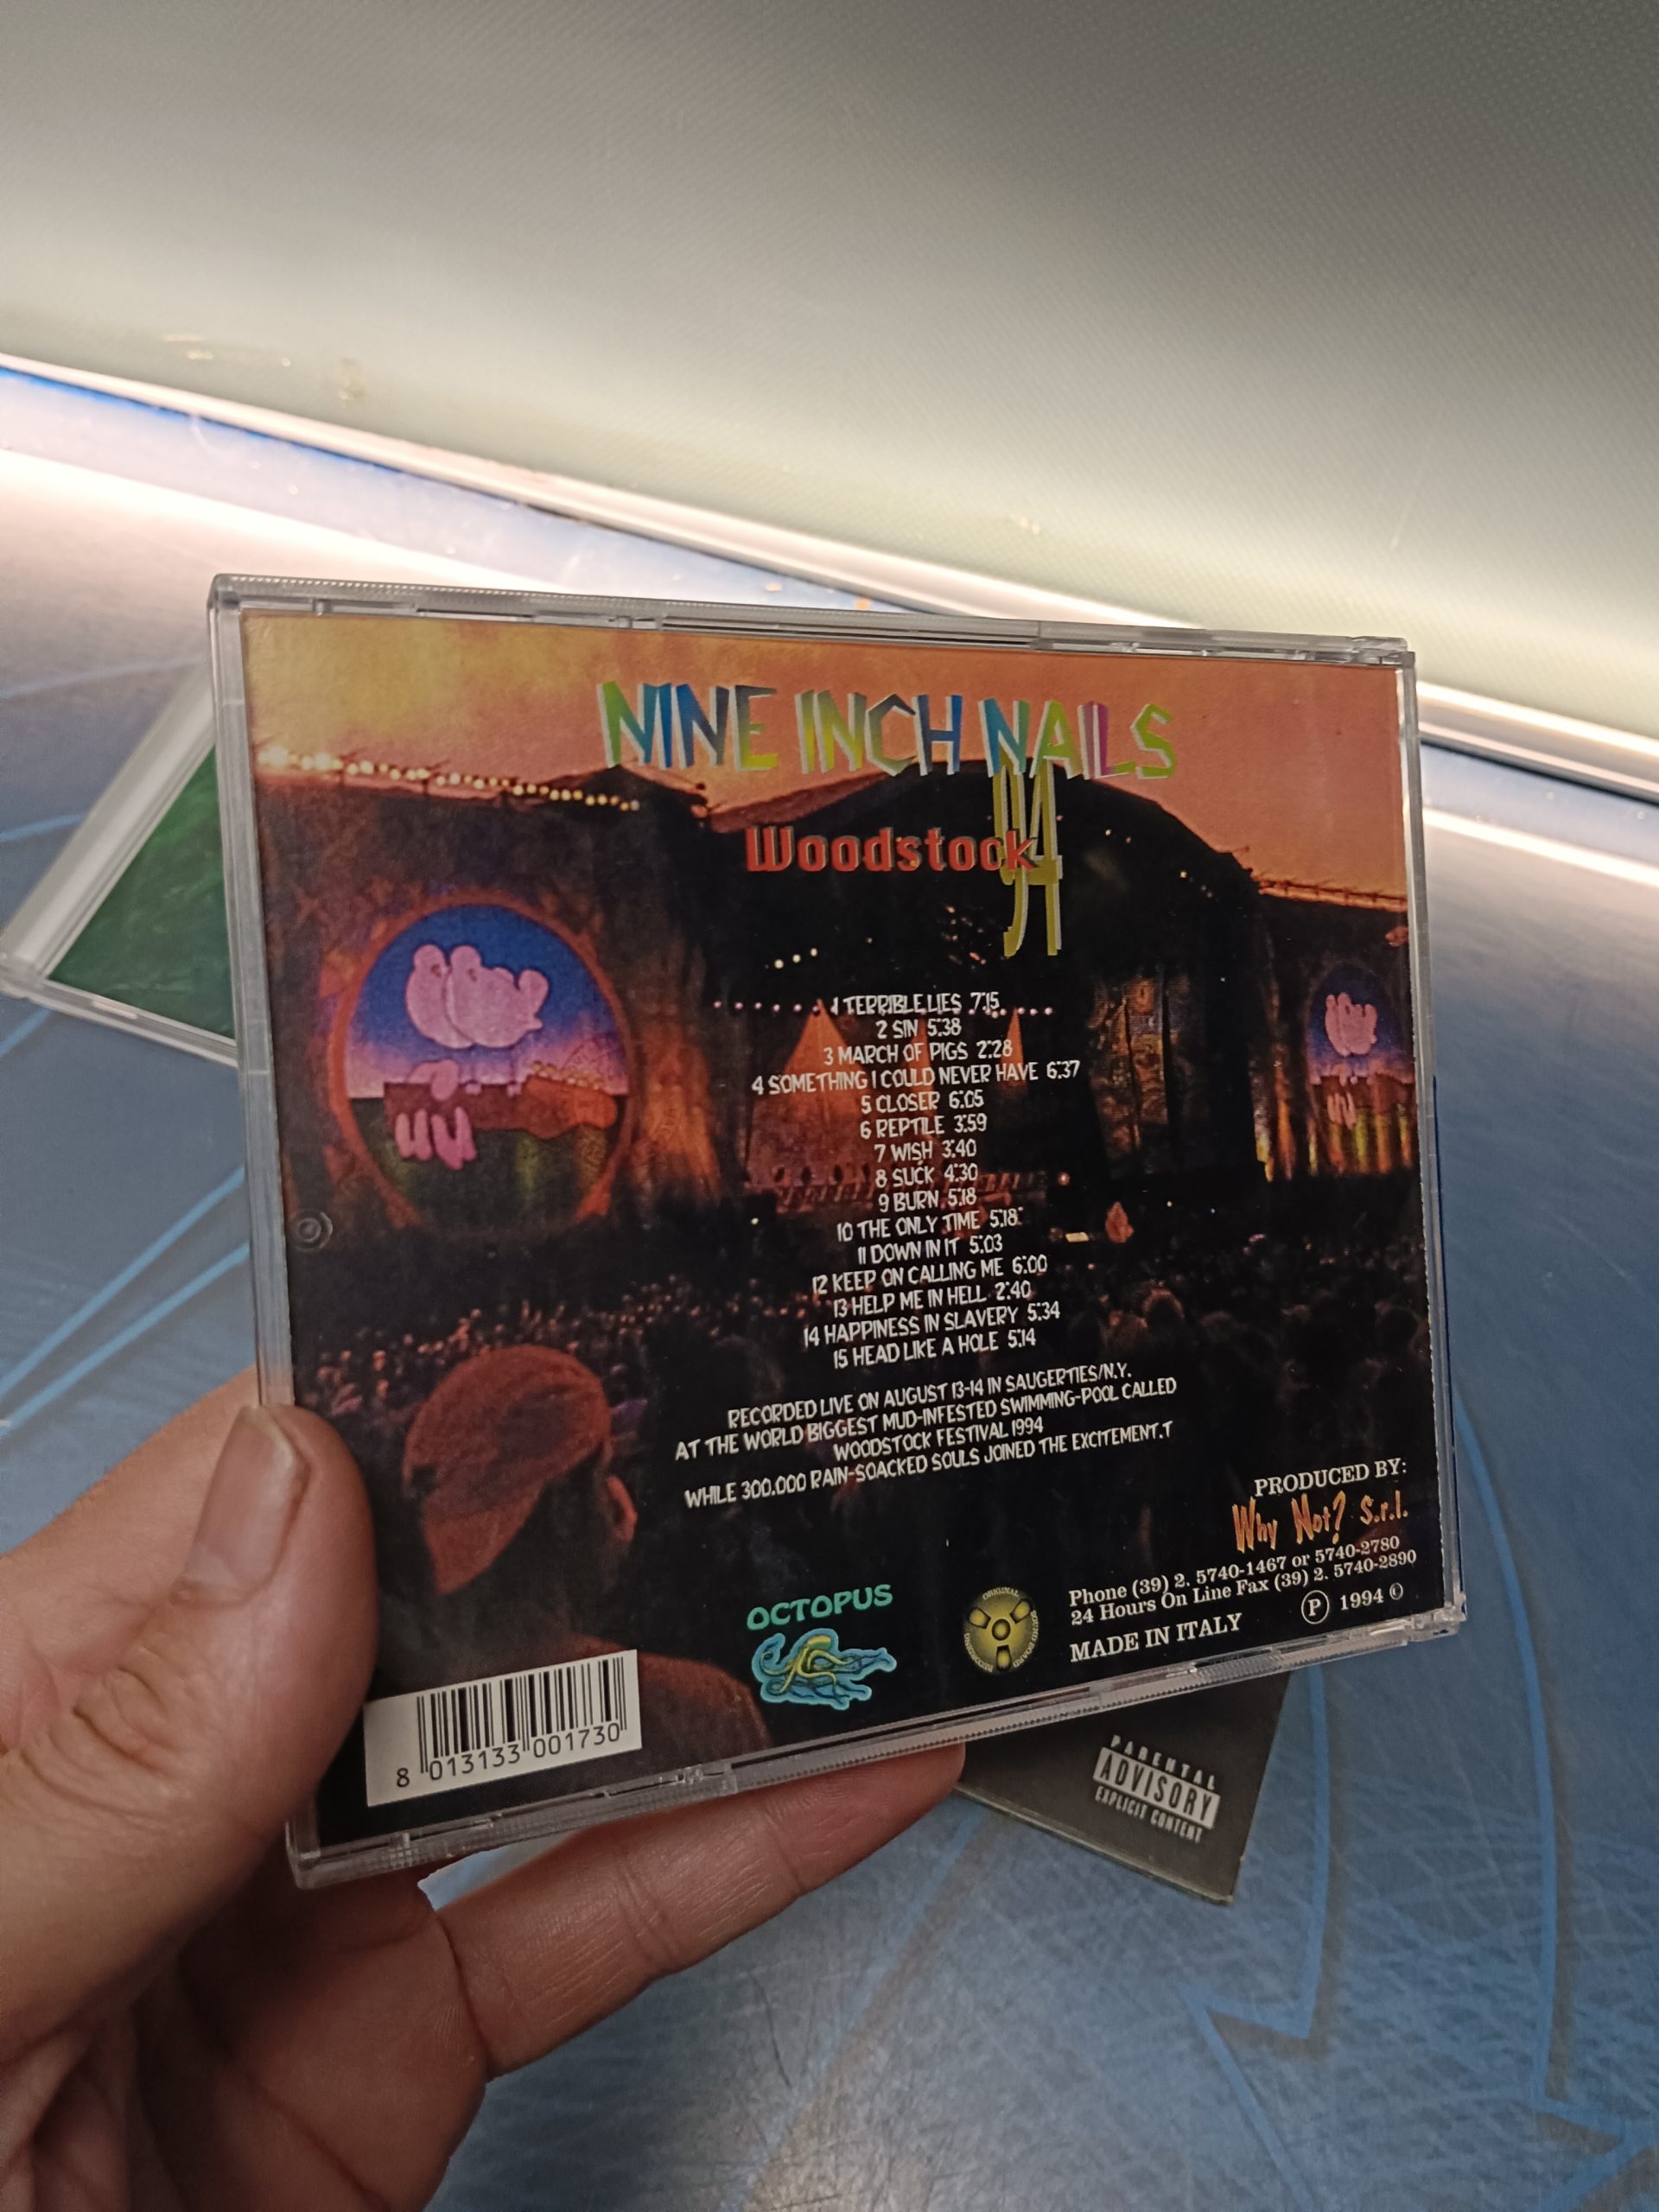 NINE INCH NAILS
Woodstock 94
1 TERRIBLE LIES 7:15
2 SIN 5:38
3 MARCH OF PIGS 2:28
4 SOMETHING I COULD NEVER HAVE 6:37
5 CLOSER 6:05
6 REPTILE 3:59
7 WISH 3:40
8 SUCK 4:30
9 BURN 5:18
10 THE ONLY TIME 5:18
11 DOWN IN IT 5:03
12 KEEP ON CALLING ME 6:00
13 HELP ME IN HELL 2:40
14 HAPPINESS IN SLAVERY 5:34
15 HEAD LIKE A HOLE 5:14
RECORDED LIVE ON AUGUST 13-14 IN SAUGERTIES/N.Y.
AT THE WORLD BIGGEST MUD-INFESTED SWIMMING-POOL CALLED
WOODSTOCK FESTIVAL 1994
WHILE 300.000 RAIN-SOACKED SOULS JOINED THE EXCITEMENT.T
PRODUCED BY:
Why Not? S.r.l.
Phone (39) 2. 5740-1467 or 5740-2780
24 Hours On Line Fax (39) 2. 5740-2890
MADE IN ITALY
P 1994 ©
OCTOPUS
ORIGINAL SOUND BOARD RECORDING
8 013133 001730
PARENTAL
ADVISORY
EXPLICIT CONTENT